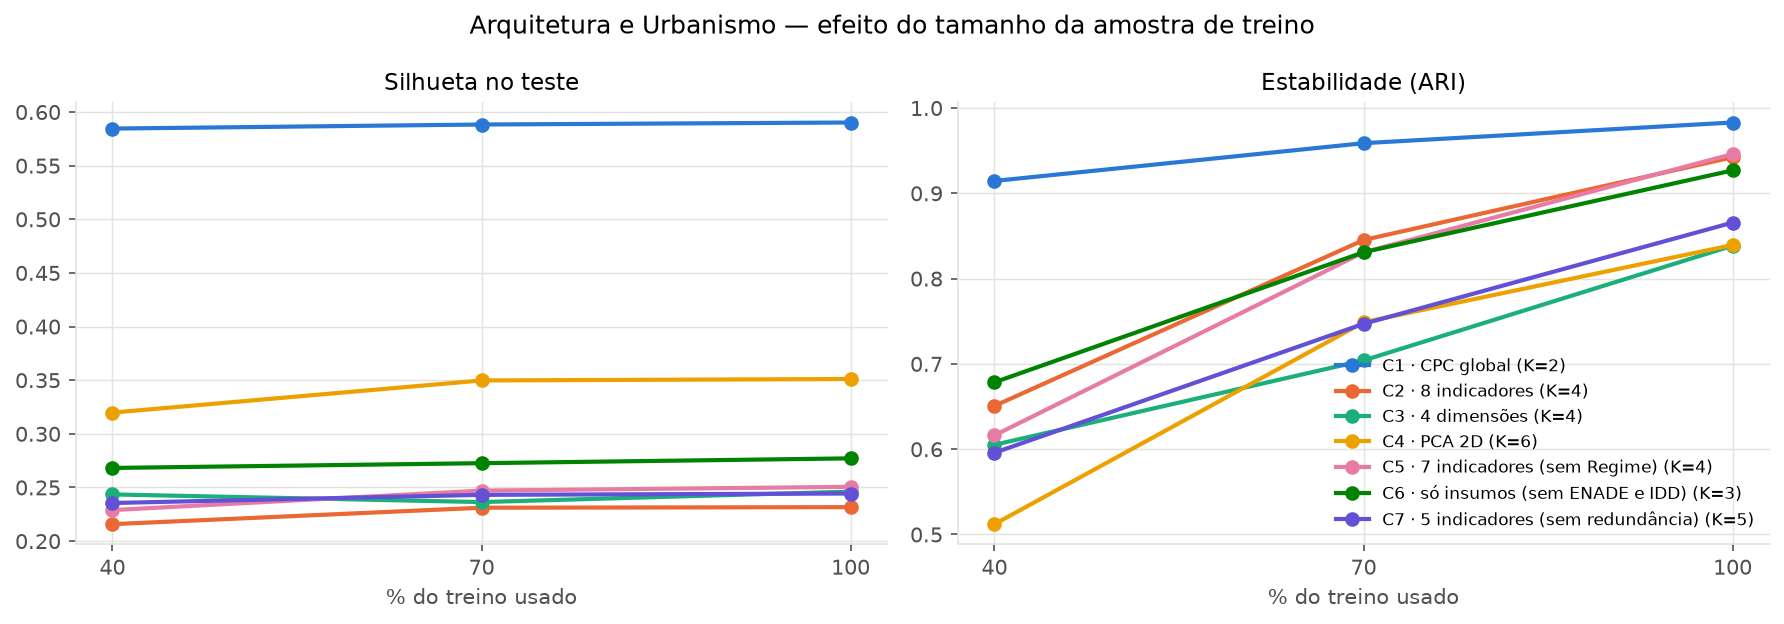 Arquitetura e Urbanismo — efeito do tamanho da amostra de treino
Silhueta no teste
0.60
0.55
0.50
0.45
0.40
0.35
0.30
0.25
0.20
40
70
100
% do treino usado
Estabilidade (ARI)
1.0
0.9
0.8
0.7
0.6
0.5
C1 · CPC global (K=2)
C2 · 8 indicadores (K=4)
C3 · 4 dimensões (K=4)
C4 · PCA 2D (K=6)
C5 · 7 indicadores (sem Regime) (K=4)
C6 · só insumos (sem ENADE e IDD) (K=3)
C7 · 5 indicadores (sem redundância) (K=5)
40
70
100
% do treino usado